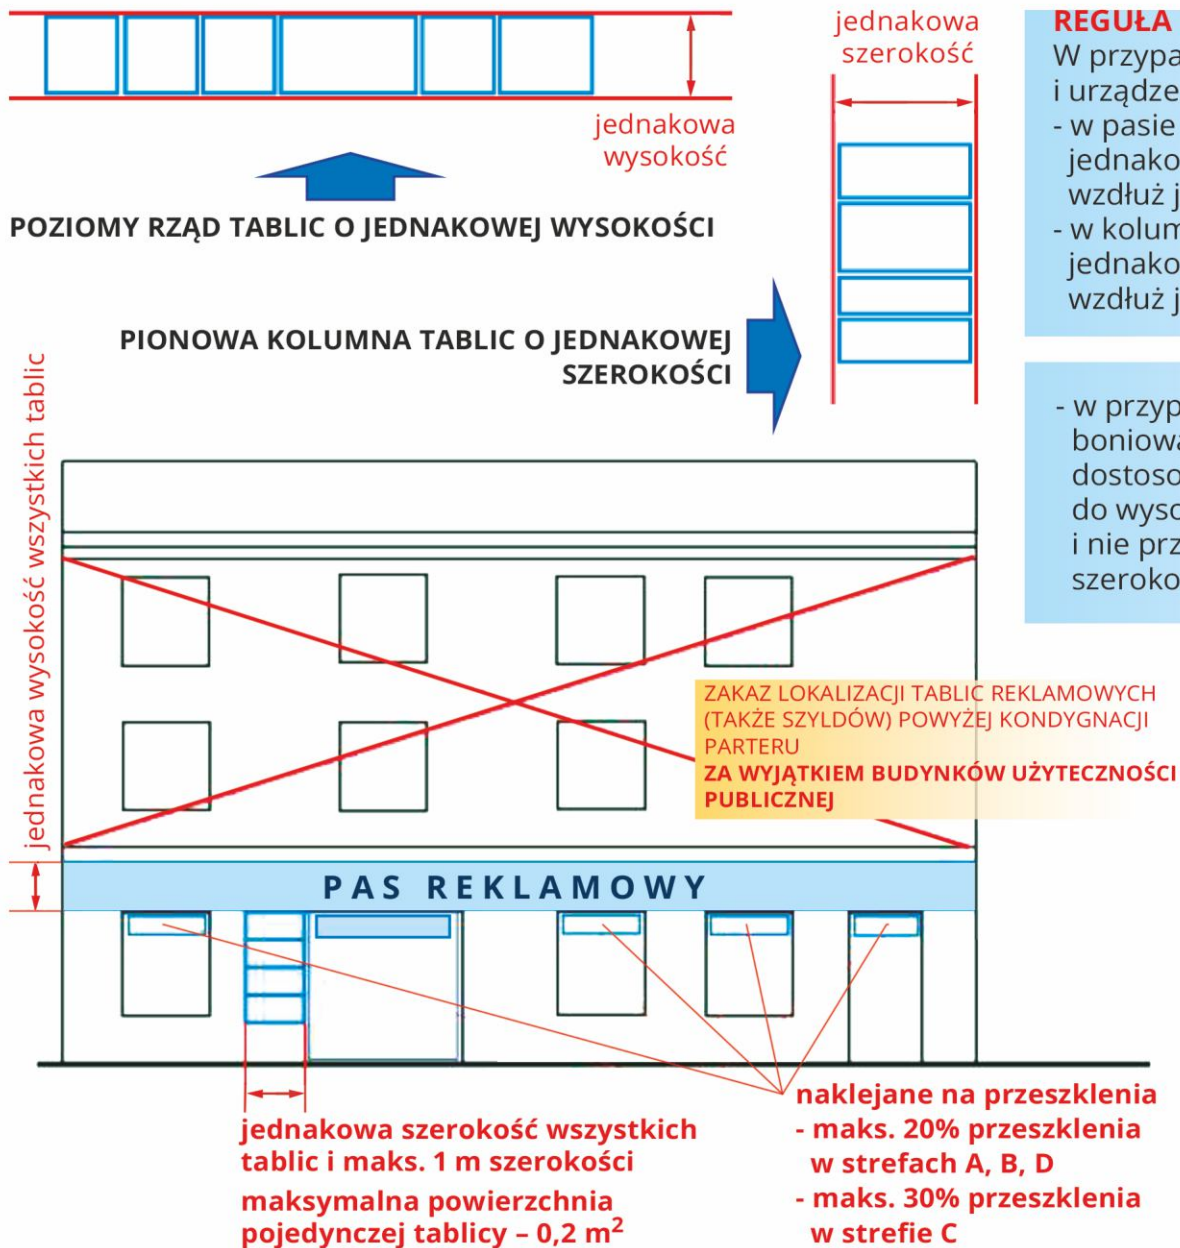 jednakowa
wysokość
POZIOMY RZĄD TABLIC O JEDNAKOWEJ WYSOKOŚCI
jednakowa
szerokość
PIONOWA KOLUMNA TABLIC O JEDNAKOWEJ
SZEROKOŚCI
REGUŁA
W przypa
i urządze
- w pasie
jednako
wzdłuż j
- w kolum
jednako
wzdłuż j
- w przyp
boniowa
dostoso
do wyso
i nie prz
szeroko
jednakowa wysokość wszystkich tablic
ZAKAZ LOKALIZACJI TABLIC REKLAMOWYCH
(TAKŻE SZYLDÓW) POWYŻEJ KONDYGNACJI
PARTERU
ZA WYJĄTKIEM BUDYNKÓW UŻYTECZNOŚCI
PUBLICZNEJ
PAS REKLAMOWY
jednakowa szerokość wszystkich
tablic i maks. 1 m szerokości
maksymalna powierzchnia
pojedynczej tablicy – 0,2 m²
naklejane na przeszklenia
- maks. 20% przeszklenia
w strefach A, B, D
- maks. 30% przeszklenia
w strefie C